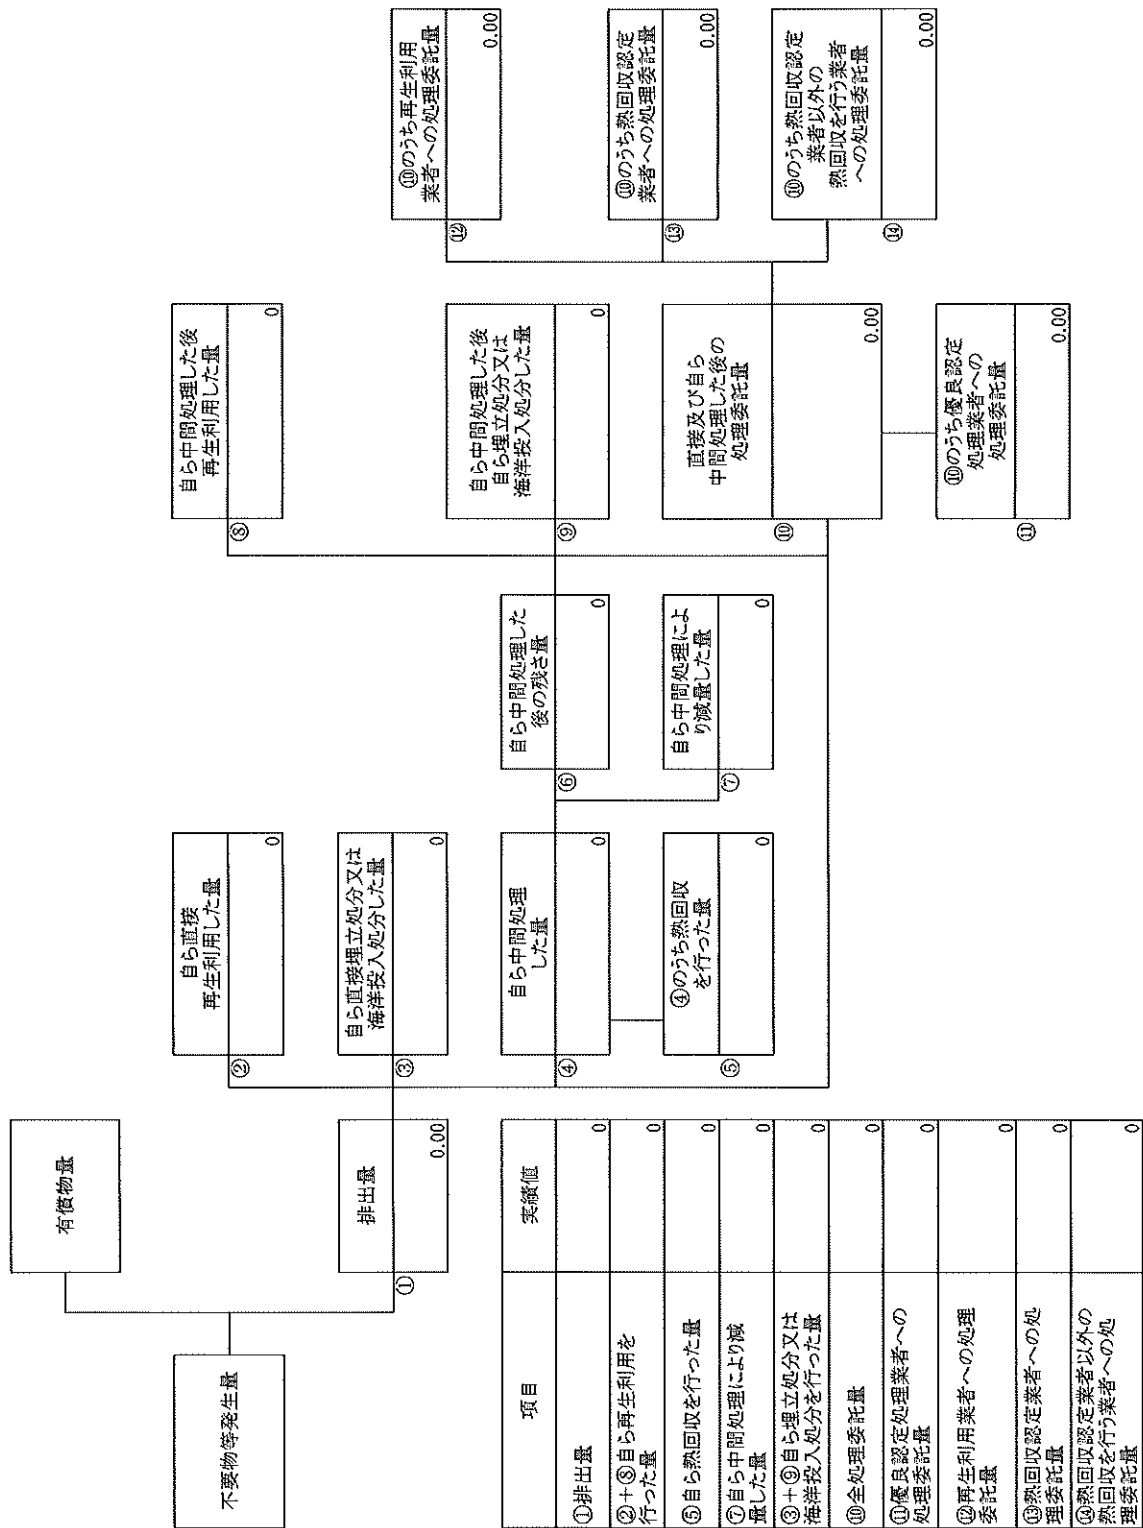 有償物量
不要物等発生量
排出量
①
0.00
自ら直接
再生利用した量
②
0
自ら直接埋立処分又は
海洋投入処分した量
③
0
自ら中間処理
した量
④
0
④のうち熱回収
を行った量
⑤
0
自ら中間処理した
後の残さ量
⑥
0
自ら中間処理によ
り減量した量
⑦
0
自ら中間処理した後
再生利用した量
⑧
0
自ら中間処理した後
自ら埋立処分又は
海洋投入処分した量
⑨
0
直接及び自ら
中間処理した後の
処理委託量
⑩
0.00
⑩のうち優良認定
処理業者への
処理委託量
⑪
0.00
⑩のうち再生利用
業者への処理委託量
⑫
0.00
⑩のうち熱回収認定
業者への処理委託量
⑬
0.00
⑩のうち熱回収認定
業者以外の
熱回収を行う業者
への処理委託量
⑭
0.00
項目 実績値
①排出量 0
②+⑧自ら再生利用を
行った量 0
⑤自ら熱回収を行った量 0
⑦自ら中間処理により減
量した量 0
③+⑨自ら埋立処分又は
海洋投入処分を行った量 0
⑩全処理委託量 0
⑪優良認定処理業者への
処理委託量 0
⑫再生利用業者への処理
委託量 0
⑬熱回収認定業者への処
理委託量 0
⑭熱回収認定業者以外の
熱回収を行う業者への処
理委託量 0